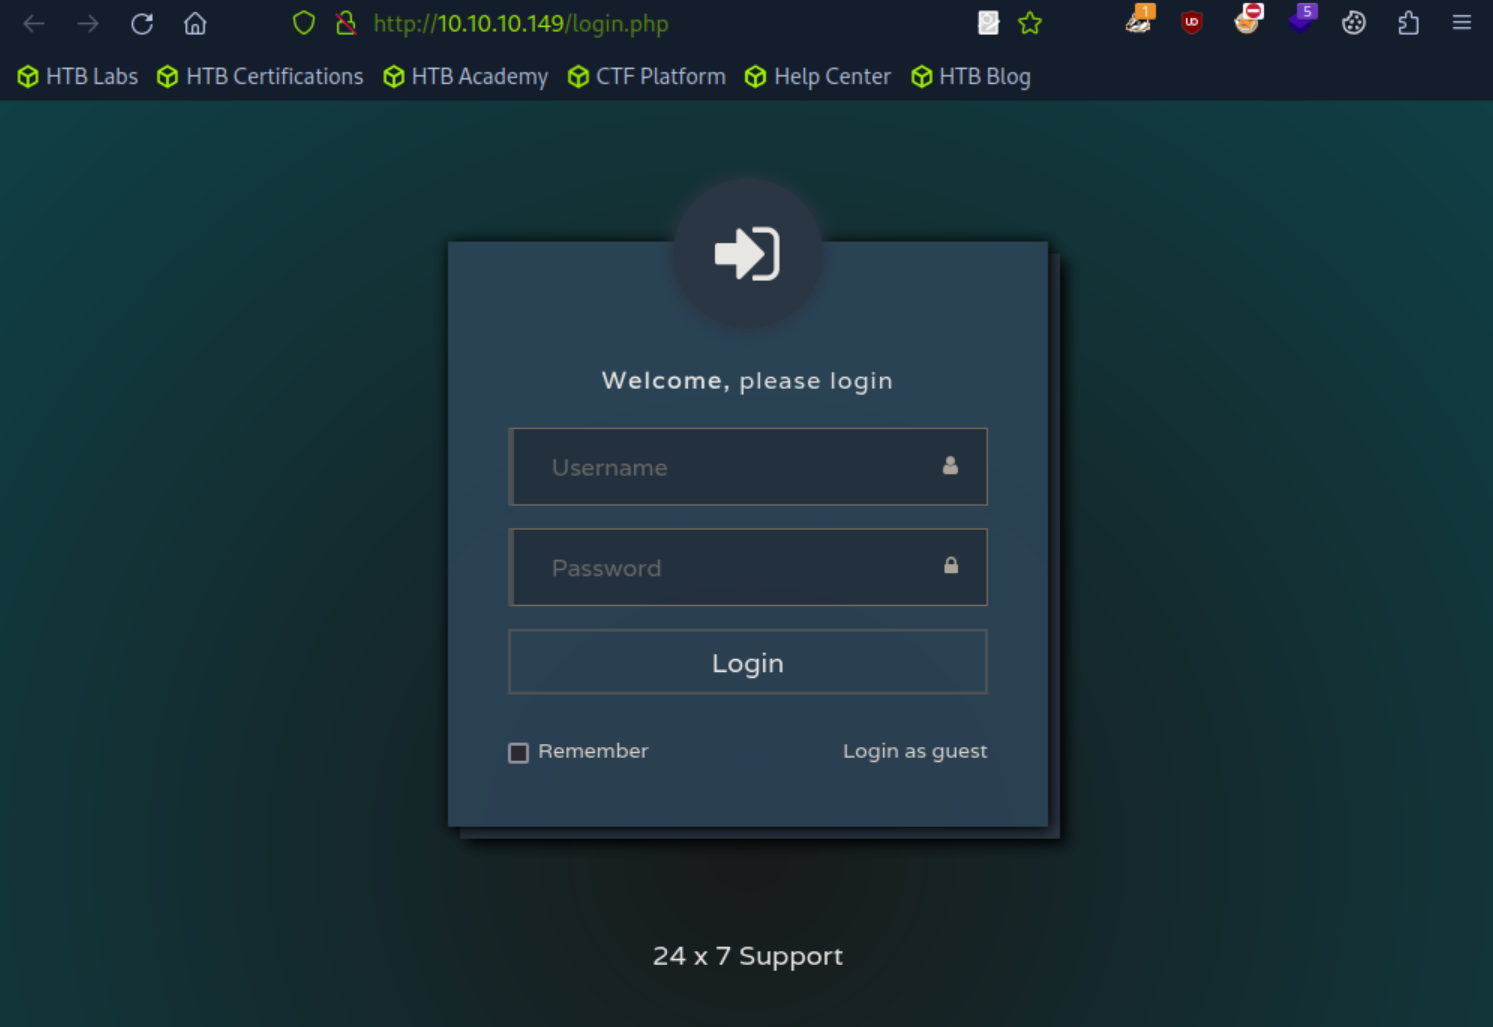 http://10.10.10.149/login.php
1
5
HTB Labs HTB Certifications HTB Academy CTF Platform Help Center HTB Blog
Welcome, please login
Username
Password
Login
Remember Login as guest
24 x 7 Support